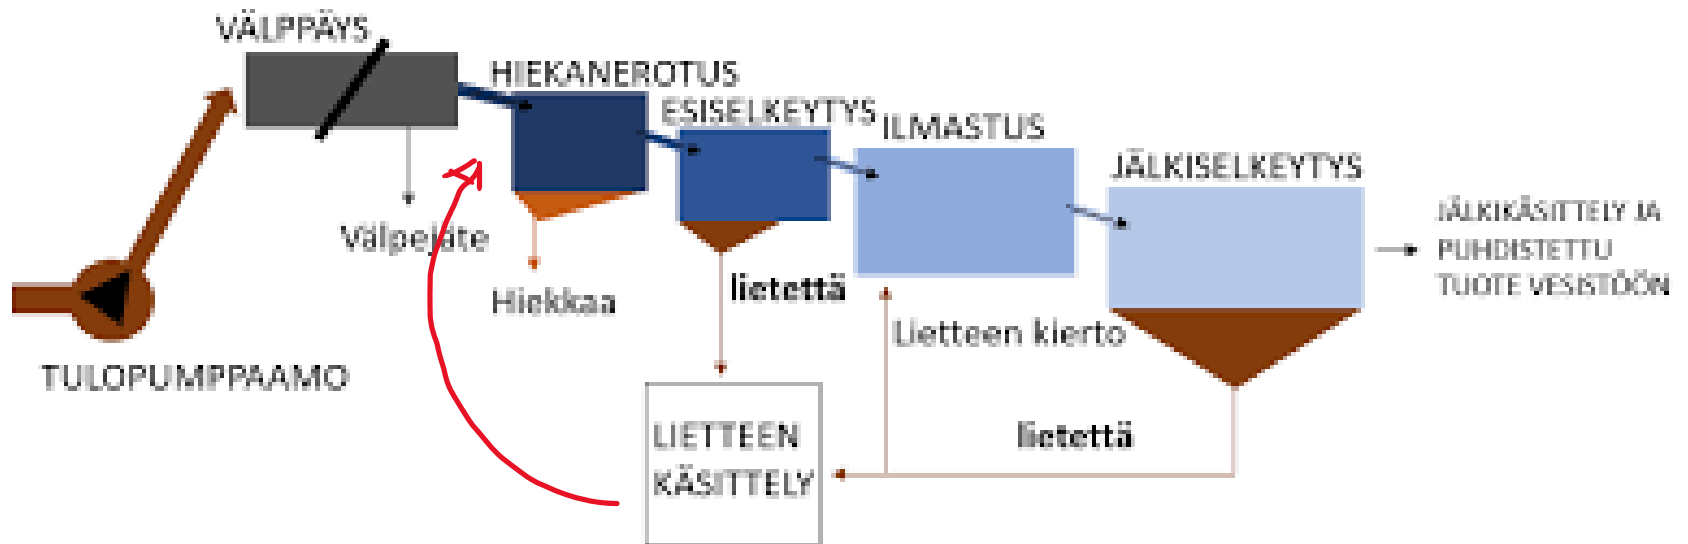 VÄLPPÄYS
HIEKANEROTUS
ESISELKEYTYS
ILMASTUS
JÄLKISELKEYTYS
JÄLKIKÄSITTELY JA
PUHDISTETTU
TUOTE VESISTÖÖN
Välpejäte
Hiekkaa
lietettä
Lietteen kierto
TULOPUMPPAAMO
LIETTEEN
KÄSITTELY
lietettä